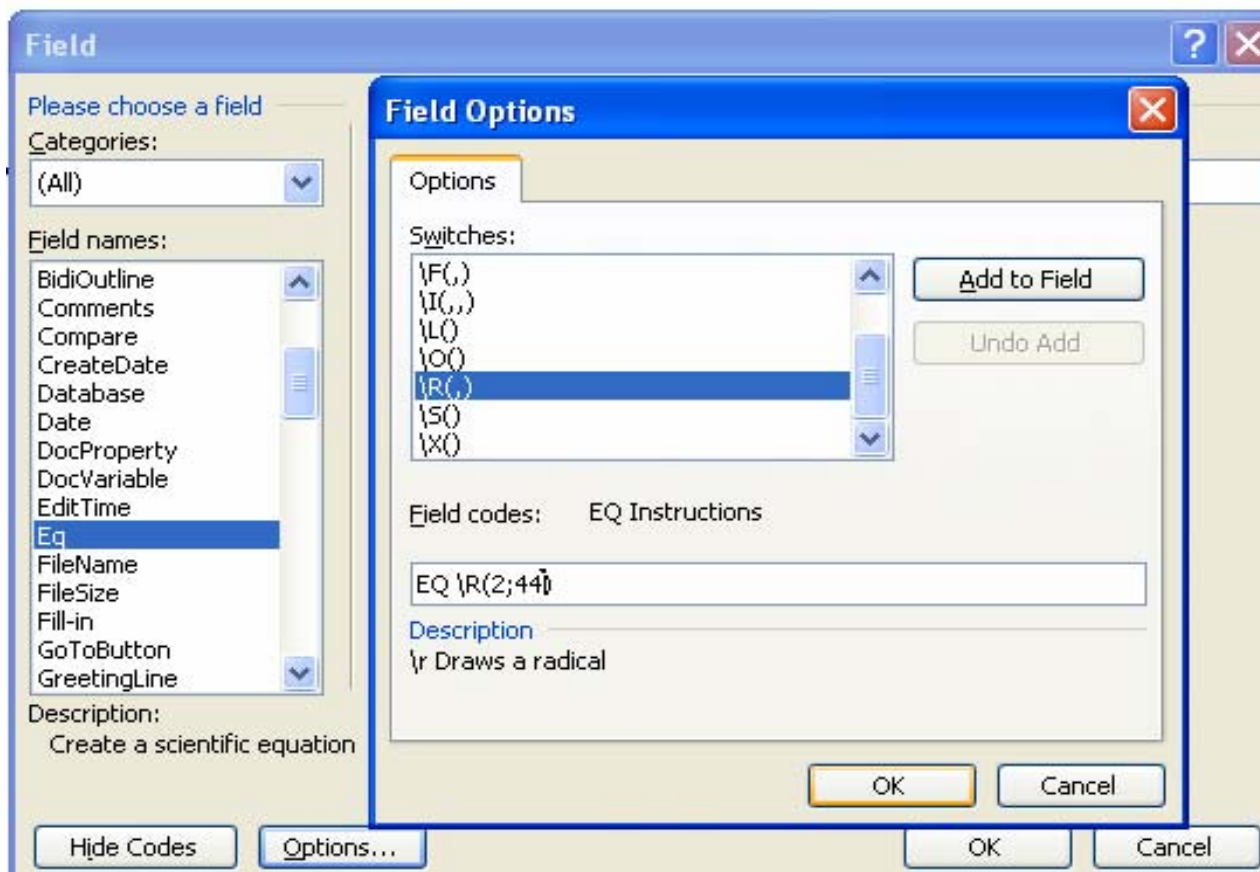 Field
Please choose a field
Categories:
(All)
Field names:
BidiOutline
Comments
Compare
CreateDate
Database
Date
DocProperty
DocVariable
EditTime
Eq
FileName
FileSize
Fill-in
GoToButton
GreetingLine
Description:
Create a scientific equation
Hide Codes
Options...
Field Options
Options
Switches:
\F(,)
\I(,,)
\L()
\O()
\R(,)
\S()
\X()
Add to Field
Undo Add
Field codes: EQ Instructions
EQ \R(2;44)
Description
\r Draws a radical
OK Cancel
OK Cancel